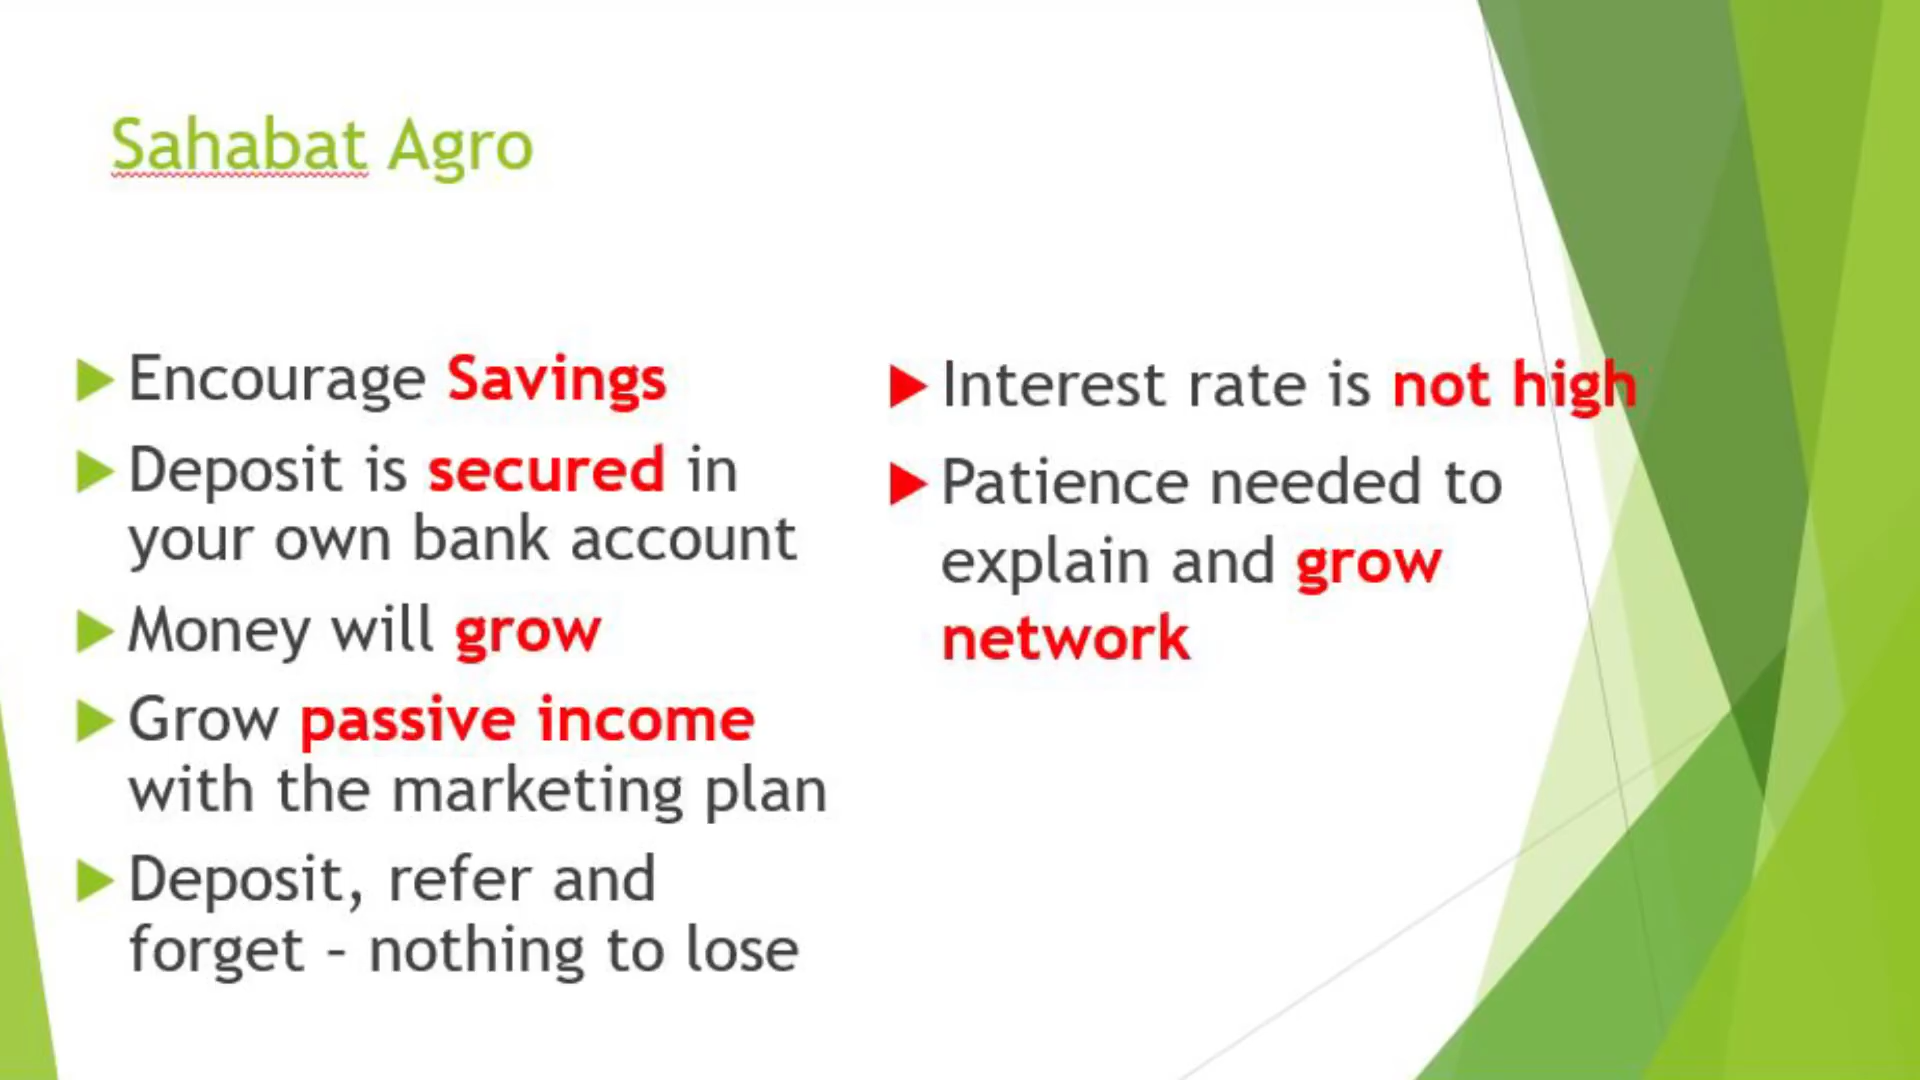 Sahabat Agro
Encourage Savings
Deposit is secured in
your own bank account
Money will grow
Grow passive income
with the marketing plan
Deposit, refer and
forget – nothing to lose
Interest rate is not high
Patience needed to
explain and grow
network